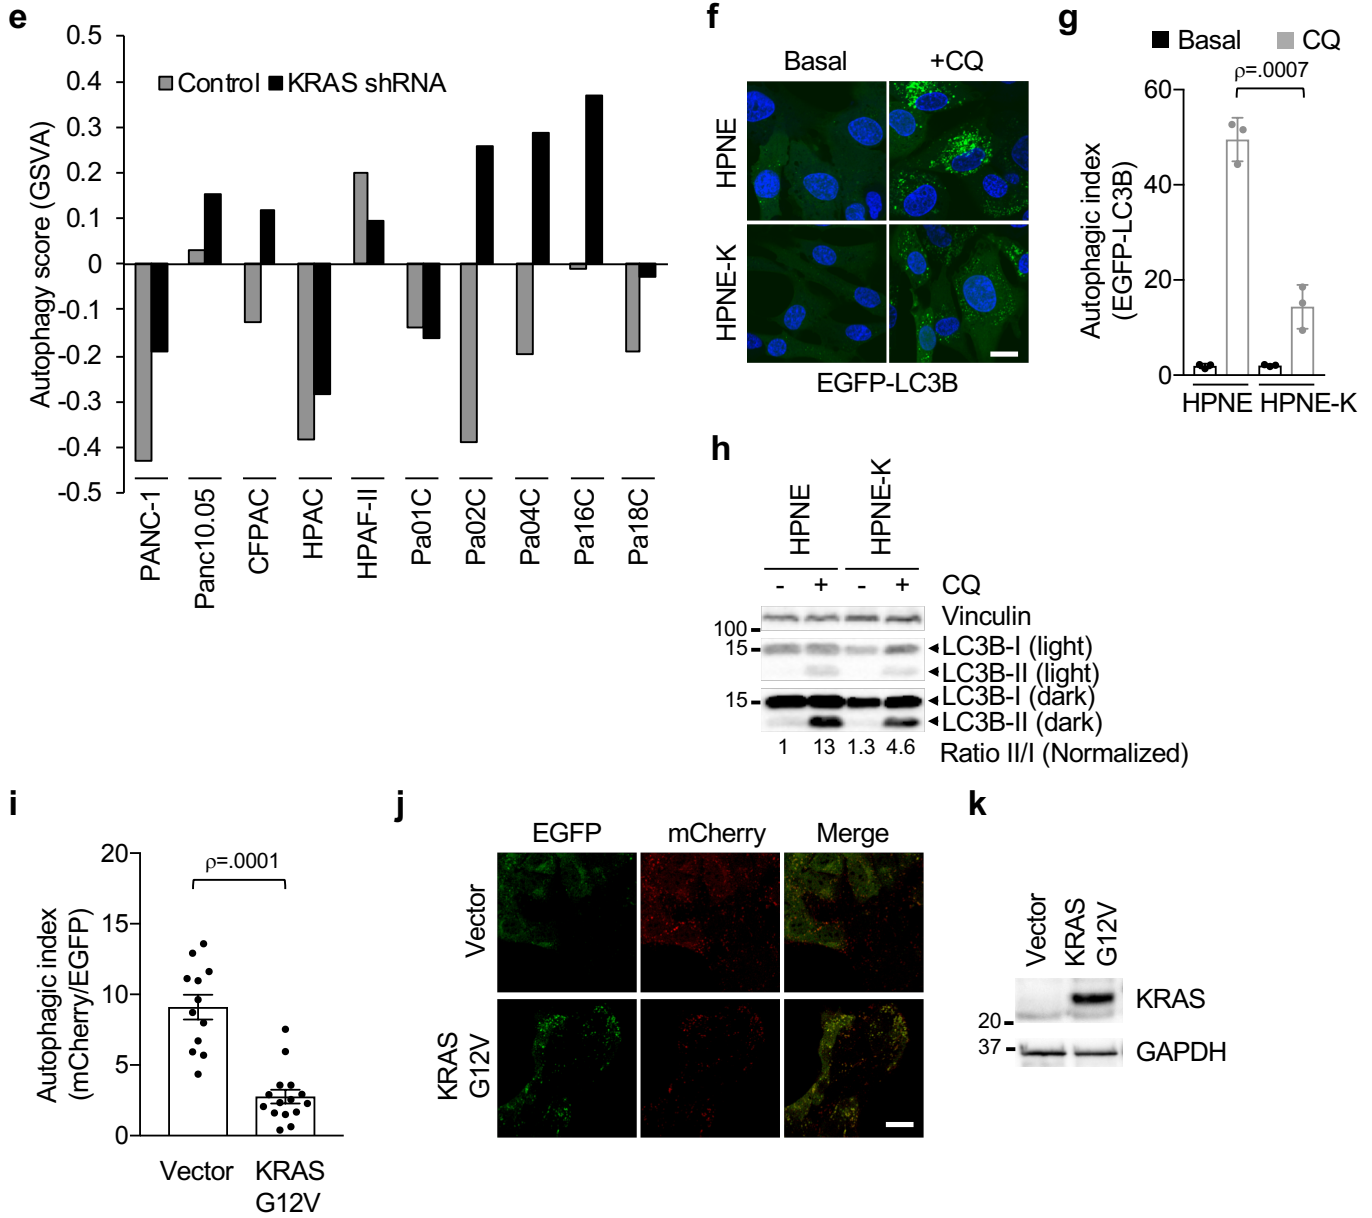 e
0.5
0.4
0.3
0.2
0.1
0
-0.1
-0.2
-0.3
-0.4
-0.5
Autophagy score (GSVA)
Control KRAS shRNA
PANC-1
Panc10.05
CFPAC
HPAC
HPAF-II
Pa01C
Pa02C
Pa04C
Pa16C
Pa18C
f
Basal +CQ
HPNE
HPNE-K
EGFP-LC3B
g
Basal CQ
ρ=.0007
60
40
20
0
Autophagic index
(EGFP-LC3B)
HPNE HPNE-K
h
HPNE
HPNE-K
- + - + CQ
Vinculin
100
15
LC3B-I (light)
LC3B-II (light)
15
LC3B-I (dark)
LC3B-II (dark)
1 13 1.3 4.6 Ratio II/I (Normalized)
i
20
15
10
5
0
ρ=.0001
Autophagic index
(mCherry/EGFP)
Vector KRAS
G12V
j
EGFP mCherry Merge
Vector
KRAS
G12V
k
Vector
KRAS
G12V
KRAS
20
37
GAPDH